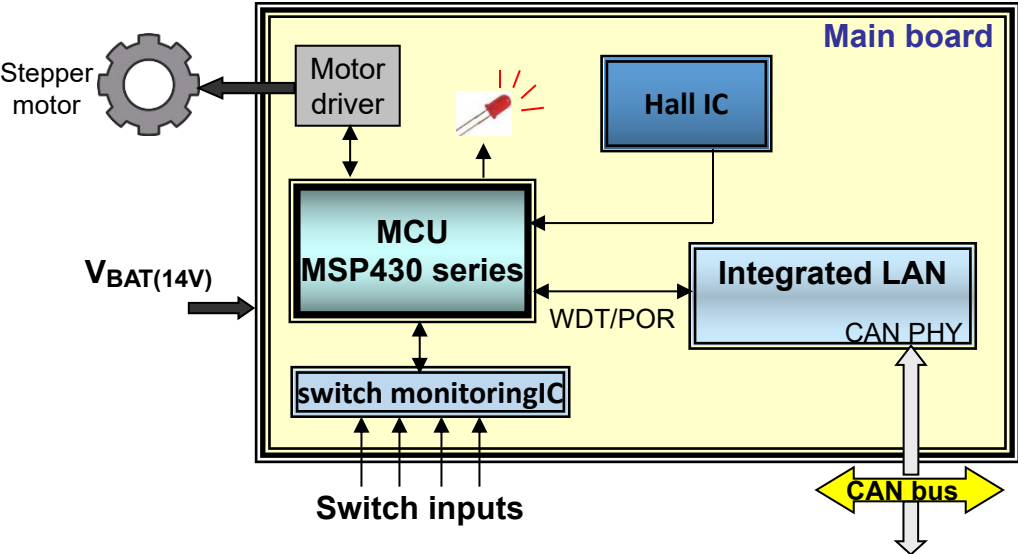 Main board
Stepper
motor
Motor
driver
Hall IC
MCU
MSP430 series
VBAT(14V)
Integrated LAN
CAN PHY
WDT/POR
switch monitoringIC
Switch inputs
CAN bus